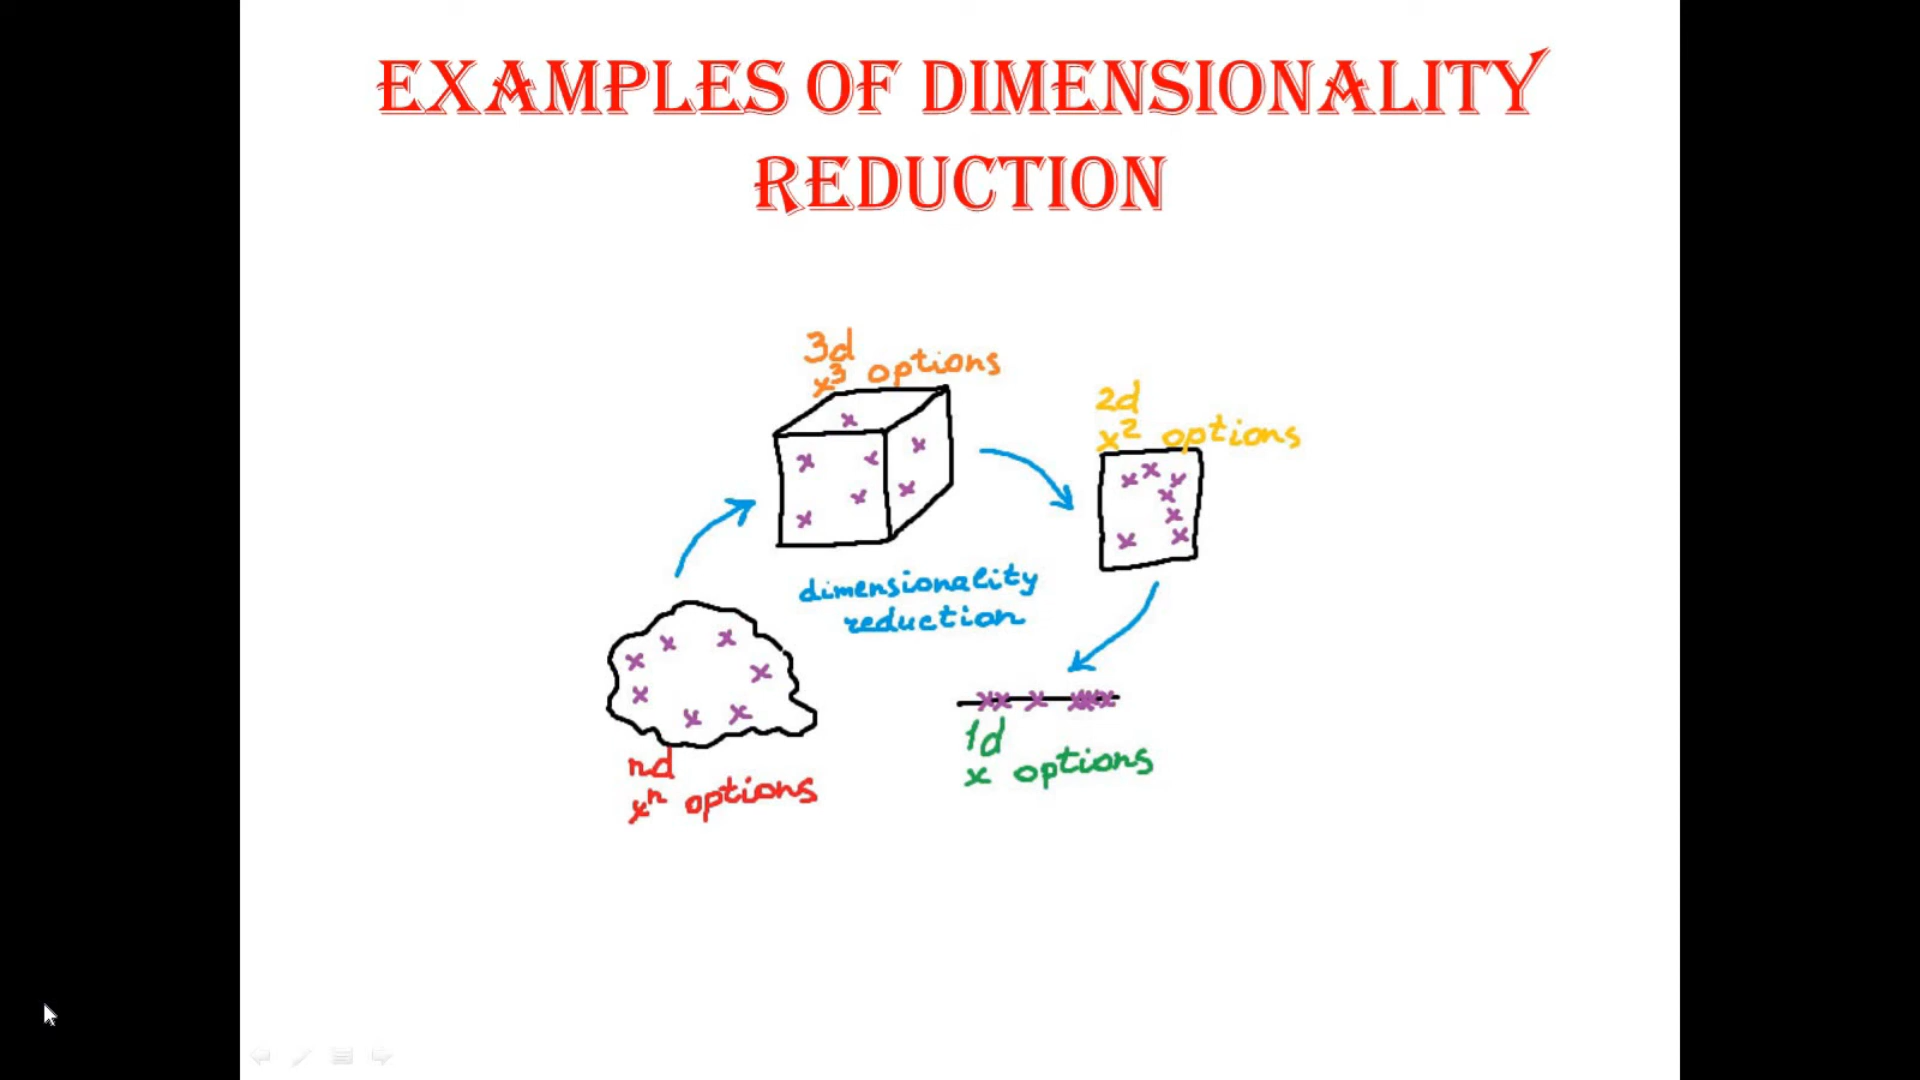 EXAMPLES OF DIMENSIONALITY
REDUCTION
3d
x³ options
2d
x² options
dimensionality
reduction
nd
xⁿ options
1d
x options